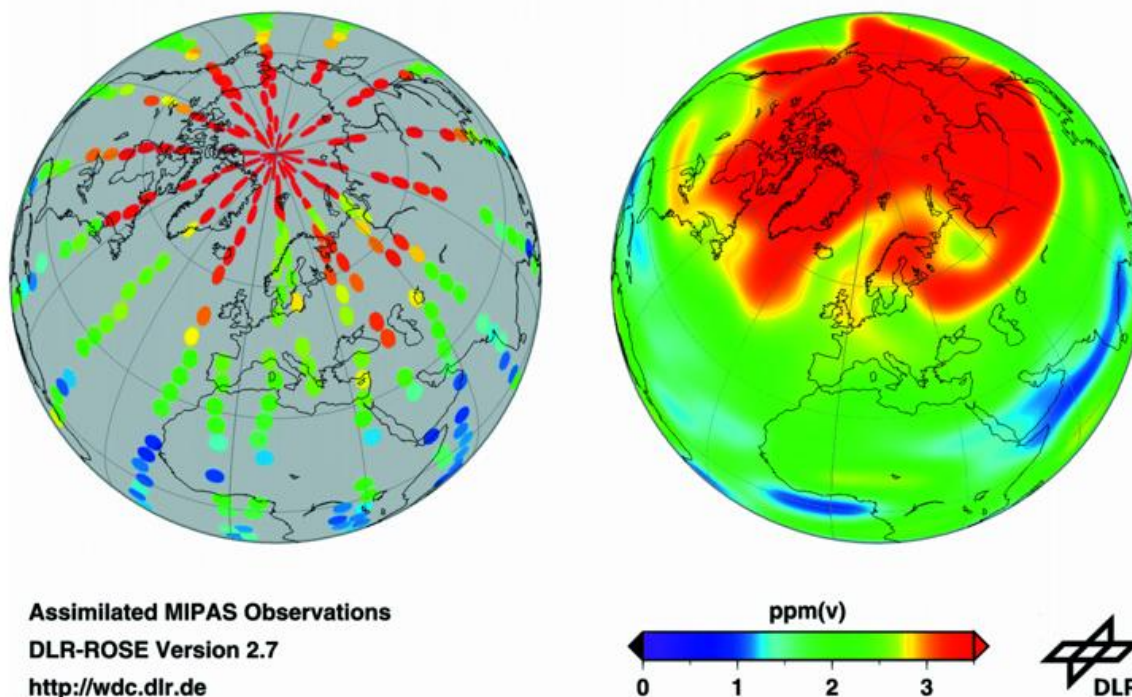 Assimilated MIPAS Observations
DLR-ROSE Version 2.7
http://wdc.dlr.de
ppm(v)
0 1 2 3
DLR